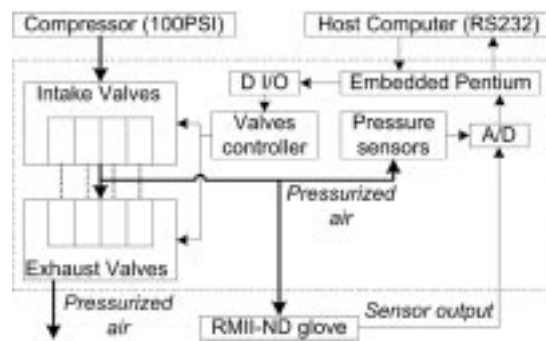 Compressor (100PSI)
Host Computer (RS232)
D I/O
Embedded Pentium
Intake Valves
Valves
controller
Pressure
sensors
A/D
Pressurized
air
Exhaust Valves
Pressurized
air
RMII-ND glove
Sensor output